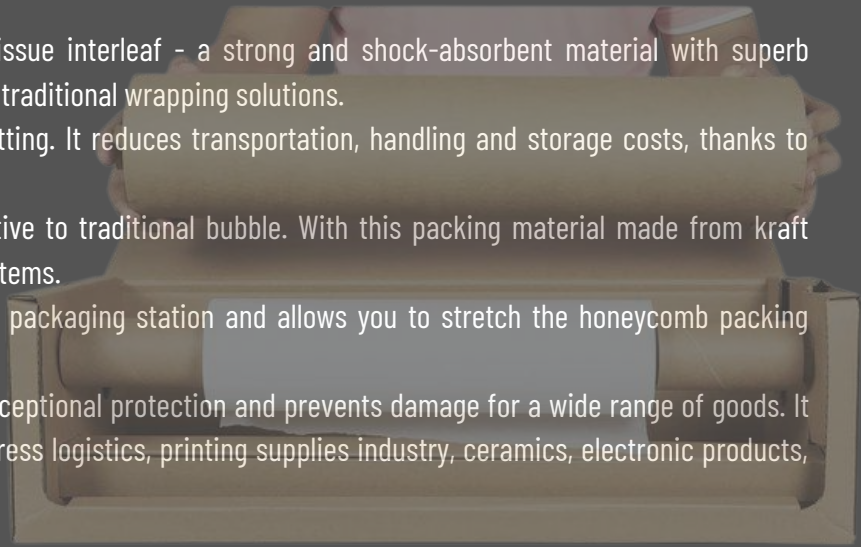 issue interleaf - a strong and shock-absorbent material with superb
traditional wrapping solutions.
tting. It reduces transportation, handling and storage costs, thanks to
tive to traditional bubble. With this packing material made from kraft
tems.
packaging station and allows you to stretch the honeycomb packing
ceptional protection and prevents damage for a wide range of goods. It
ress logistics, printing supplies industry, ceramics, electronic products,